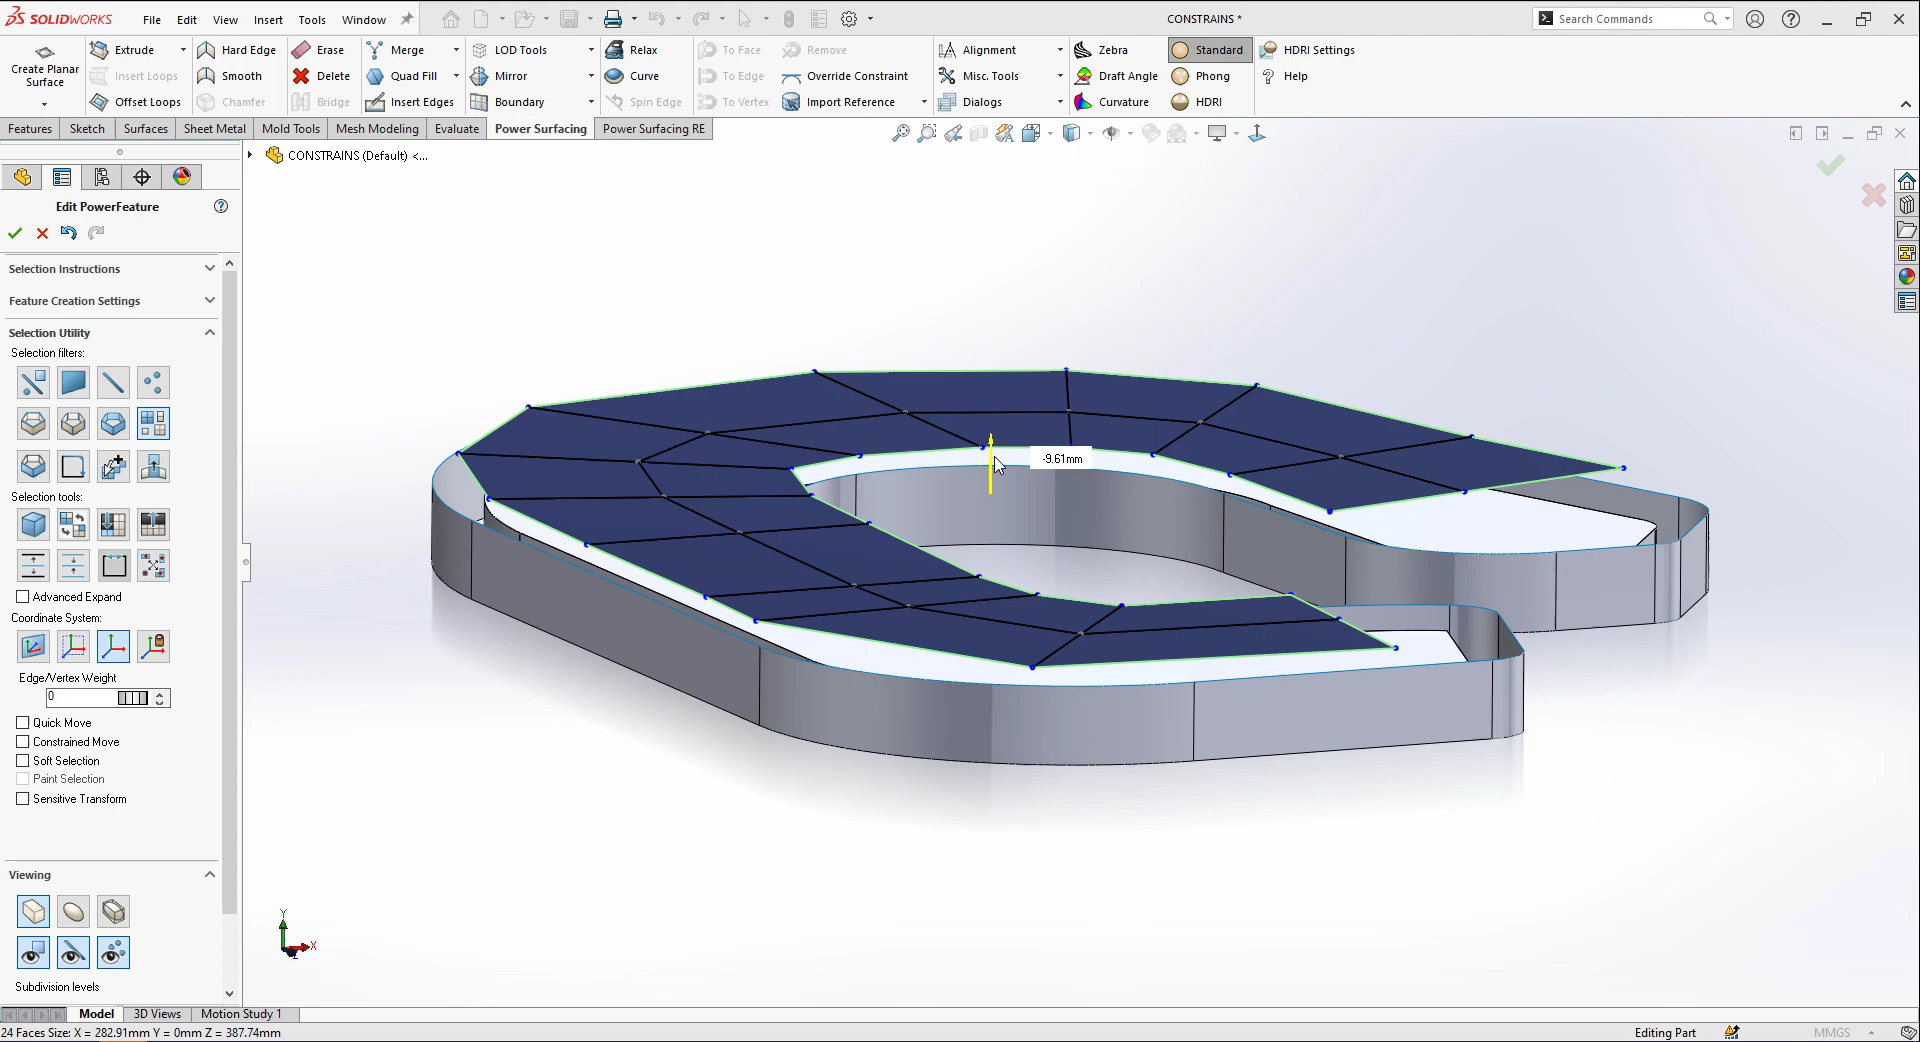 SOLIDWORKS File Edit View Insert Tools Window CONSTRAINS * Search Commands
Create Planar Surface
Extrude Hard Edge Erase Merge LOD Tools Relax To Face Remove Alignment Zebra Standard HDRI Settings
Insert Loops Smooth Delete Quad Fill Mirror Curve To Edge Override Constraint Misc. Tools Draft Angle Phong Help
Offset Loops Chamfer Bridge Insert Edges Boundary Spin Edge To Vertex Import Reference Dialogs Curvature HDRI
Features Sketch Surfaces Sheet Metal Mold Tools Mesh Modeling Evaluate Power Surfacing Power Surfacing RE
CONSTRAINS (Default) <...
Edit PowerFeature
Selection Instructions
Feature Creation Settings
Selection Utility
Selection filters:
Selection tools:
Advanced Expand
Coordinate System:
Edge/Vertex Weight
0
Quick Move
Constrained Move
Soft Selection
Paint Selection
Sensitive Transform
Viewing
Subdivision levels
-9.61mm
Y
X
Z
Model 3D Views Motion Study 1
24 Faces Size: X = 282.91mm Y = 0mm Z = 387.74mm Editing Part MMGS